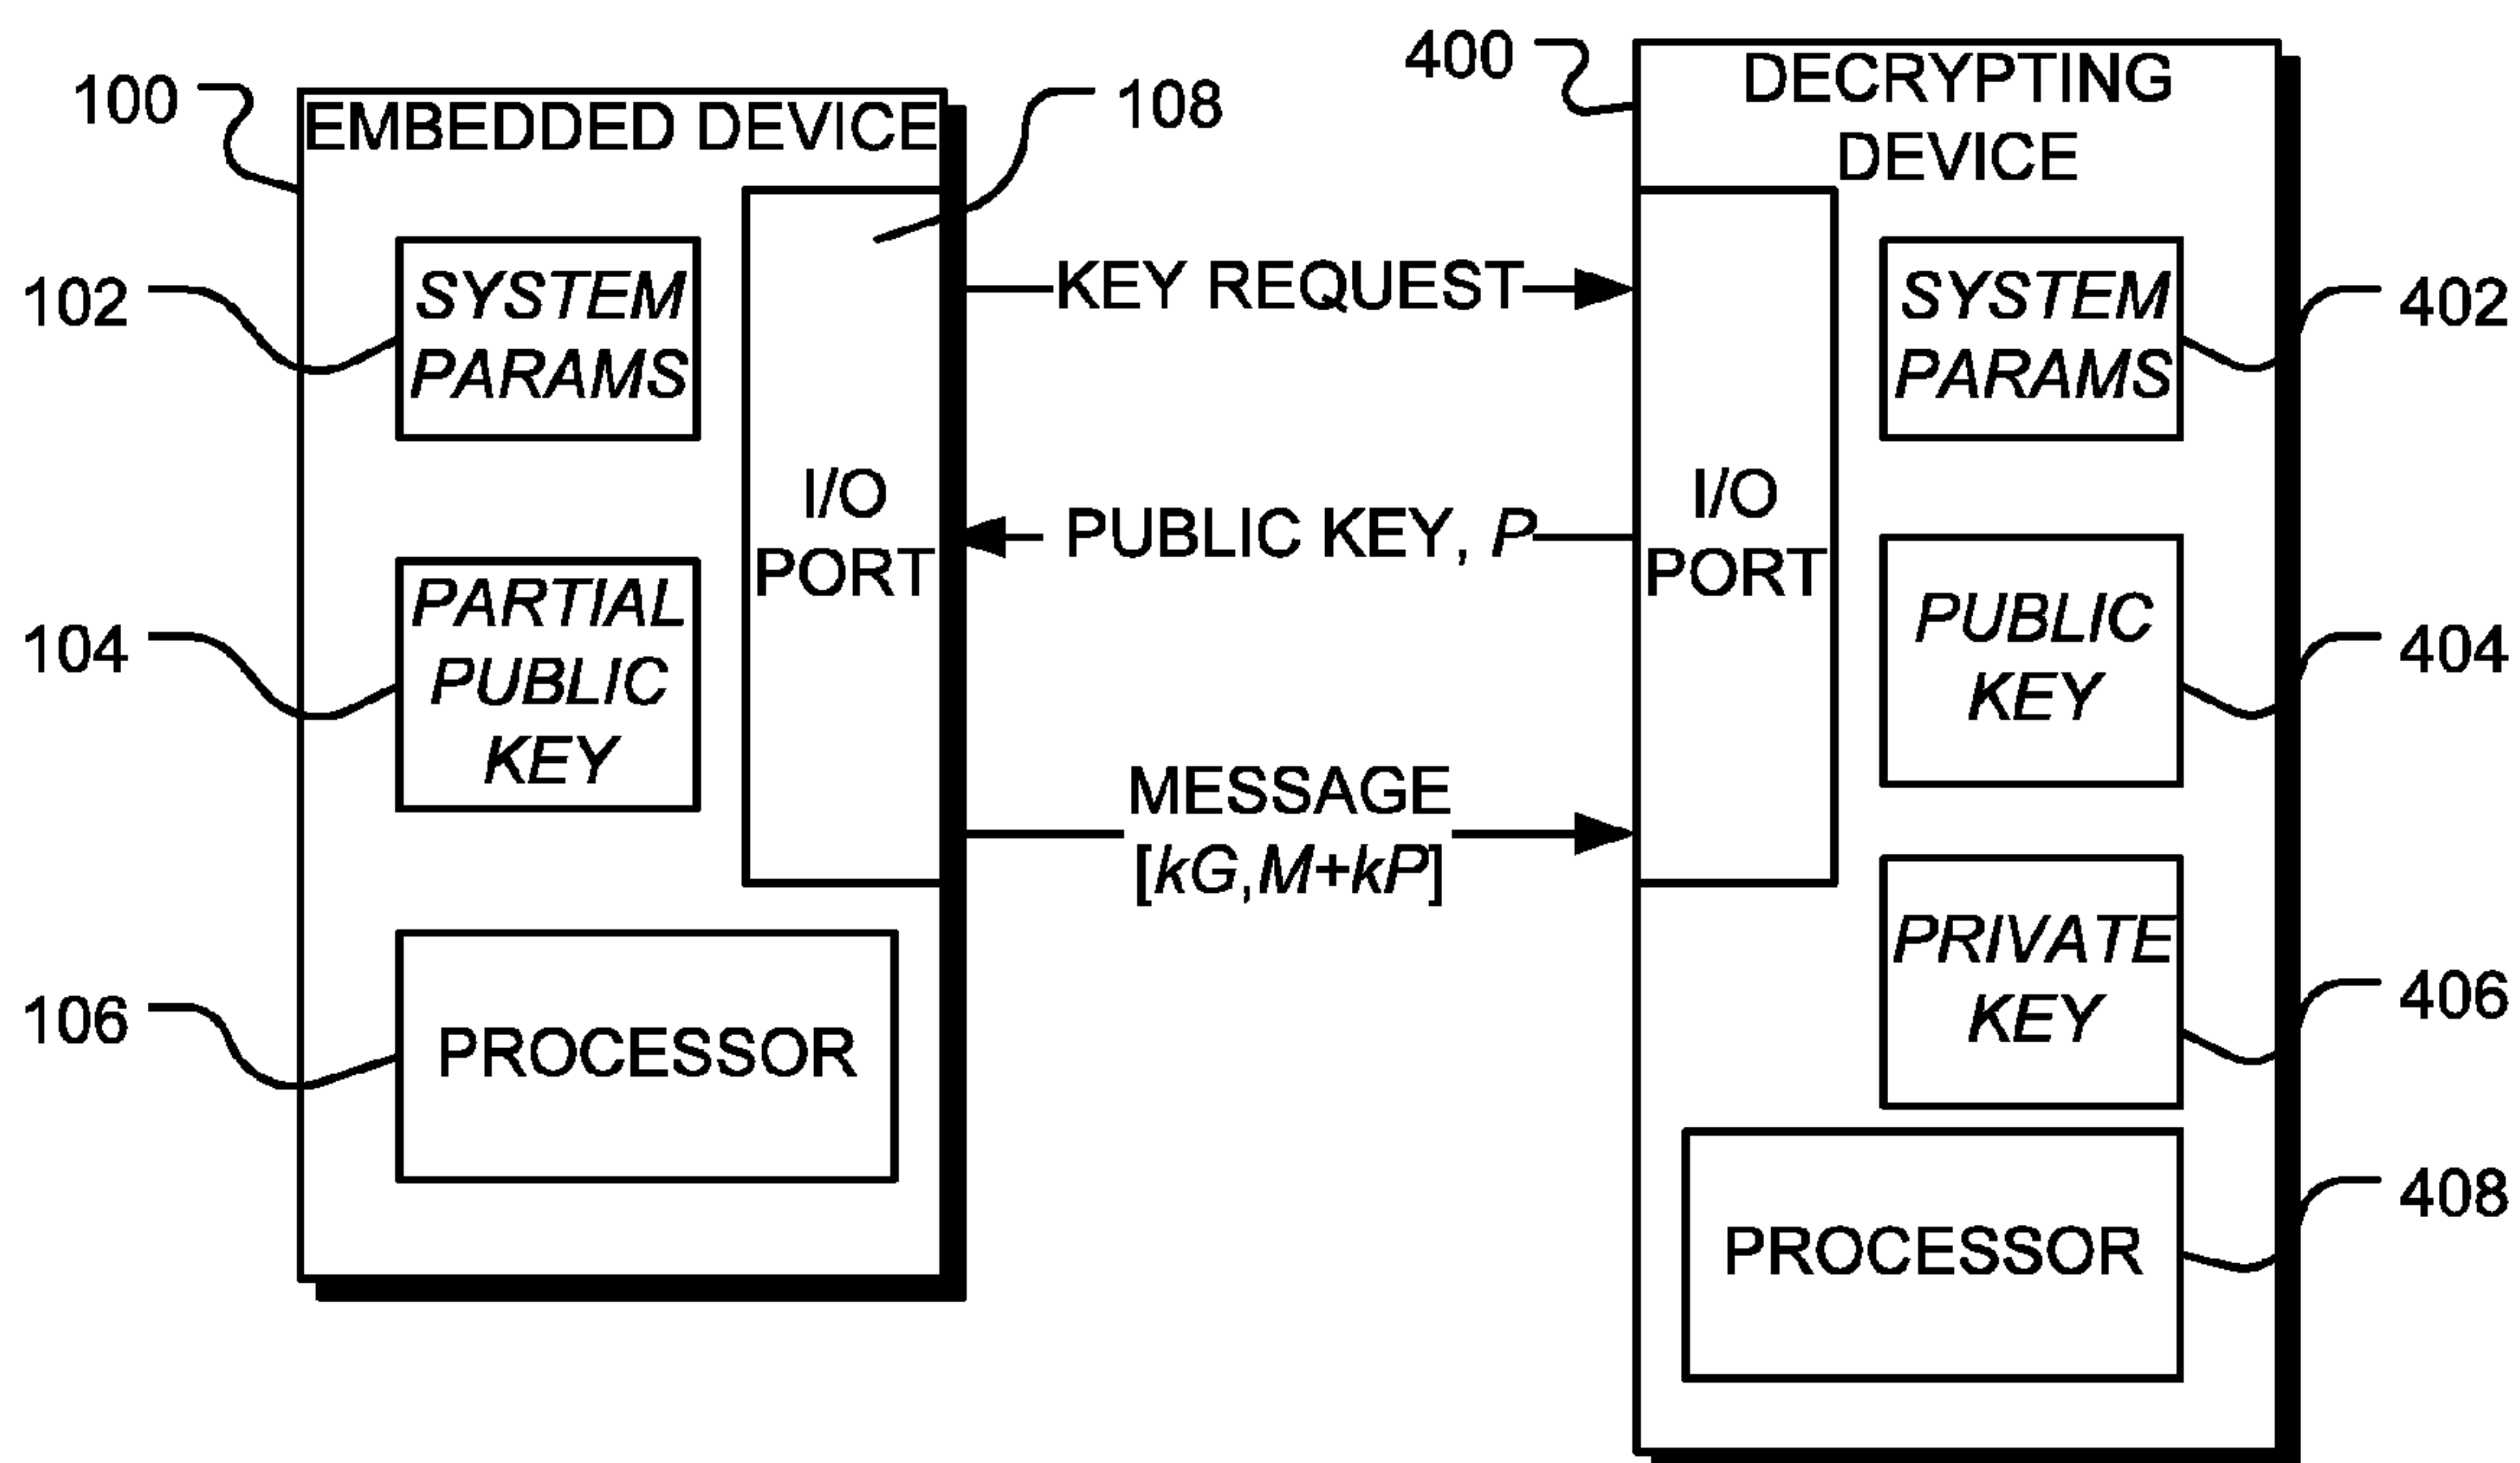 100
EMBEDDED DEVICE
108
102
SYSTEM
PARAMS
104
PARTIAL
PUBLIC
KEY
I/O
PORT
106
PROCESSOR
KEY REQUEST
PUBLIC KEY, P
MESSAGE
[kG,M+kP]
400
DECRYPTING
DEVICE
I/O
PORT
SYSTEM
PARAMS
402
PUBLIC
KEY
404
PRIVATE
KEY
406
PROCESSOR
408